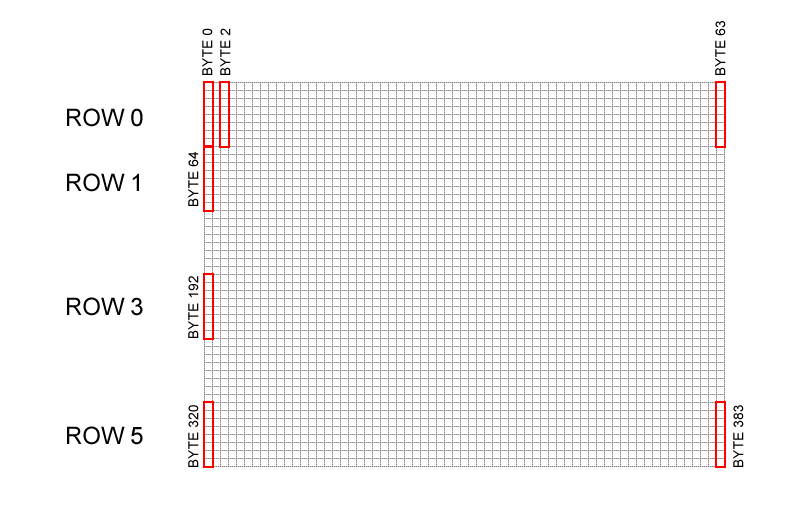 BYTE 0
BYTE 2
BYTE 63
ROW 0
BYTE 64
ROW 1
BYTE 192
ROW 3
BYTE 320
ROW 5
BYTE 383